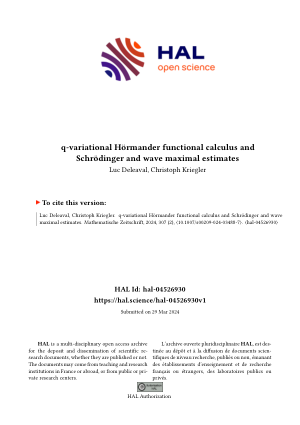 HAL
open science
q-variational Hörmander functional calculus and
Schrödinger and wave maximal estimates
Luc Deleaval, Christoph Kriegler
▶ To cite this version:
Luc Deleaval, Christoph Kriegler. q-variational Hörmander functional calculus and Schrödinger and wave
maximal estimates. Mathematische Zeitschrift, 2024, 307 (2), (10.1007/s00209-024-03480-7). (hal-04526930)
HAL Id: hal-04526930
https://hal.science/hal-04526930v1
Submitted on 29 Mar 2024
HAL is a multi-disciplinary open access
archive for the deposit and dissemination of scientific re-
search documents, whether they are published or not.
The documents may come from teaching and research
institutions in France or abroad, or from public or pri-
vate research centers.
L'archive ouverte pluridisciplinaire HAL, est des-
tinée au dépôt et à la diffusion de documents scien-
tifiques de niveau recherche, publiés ou non, émanant
des établissements d'enseignement et de recherche
français ou étrangers, des laboratoires publics ou
privés.
HAL Authorization